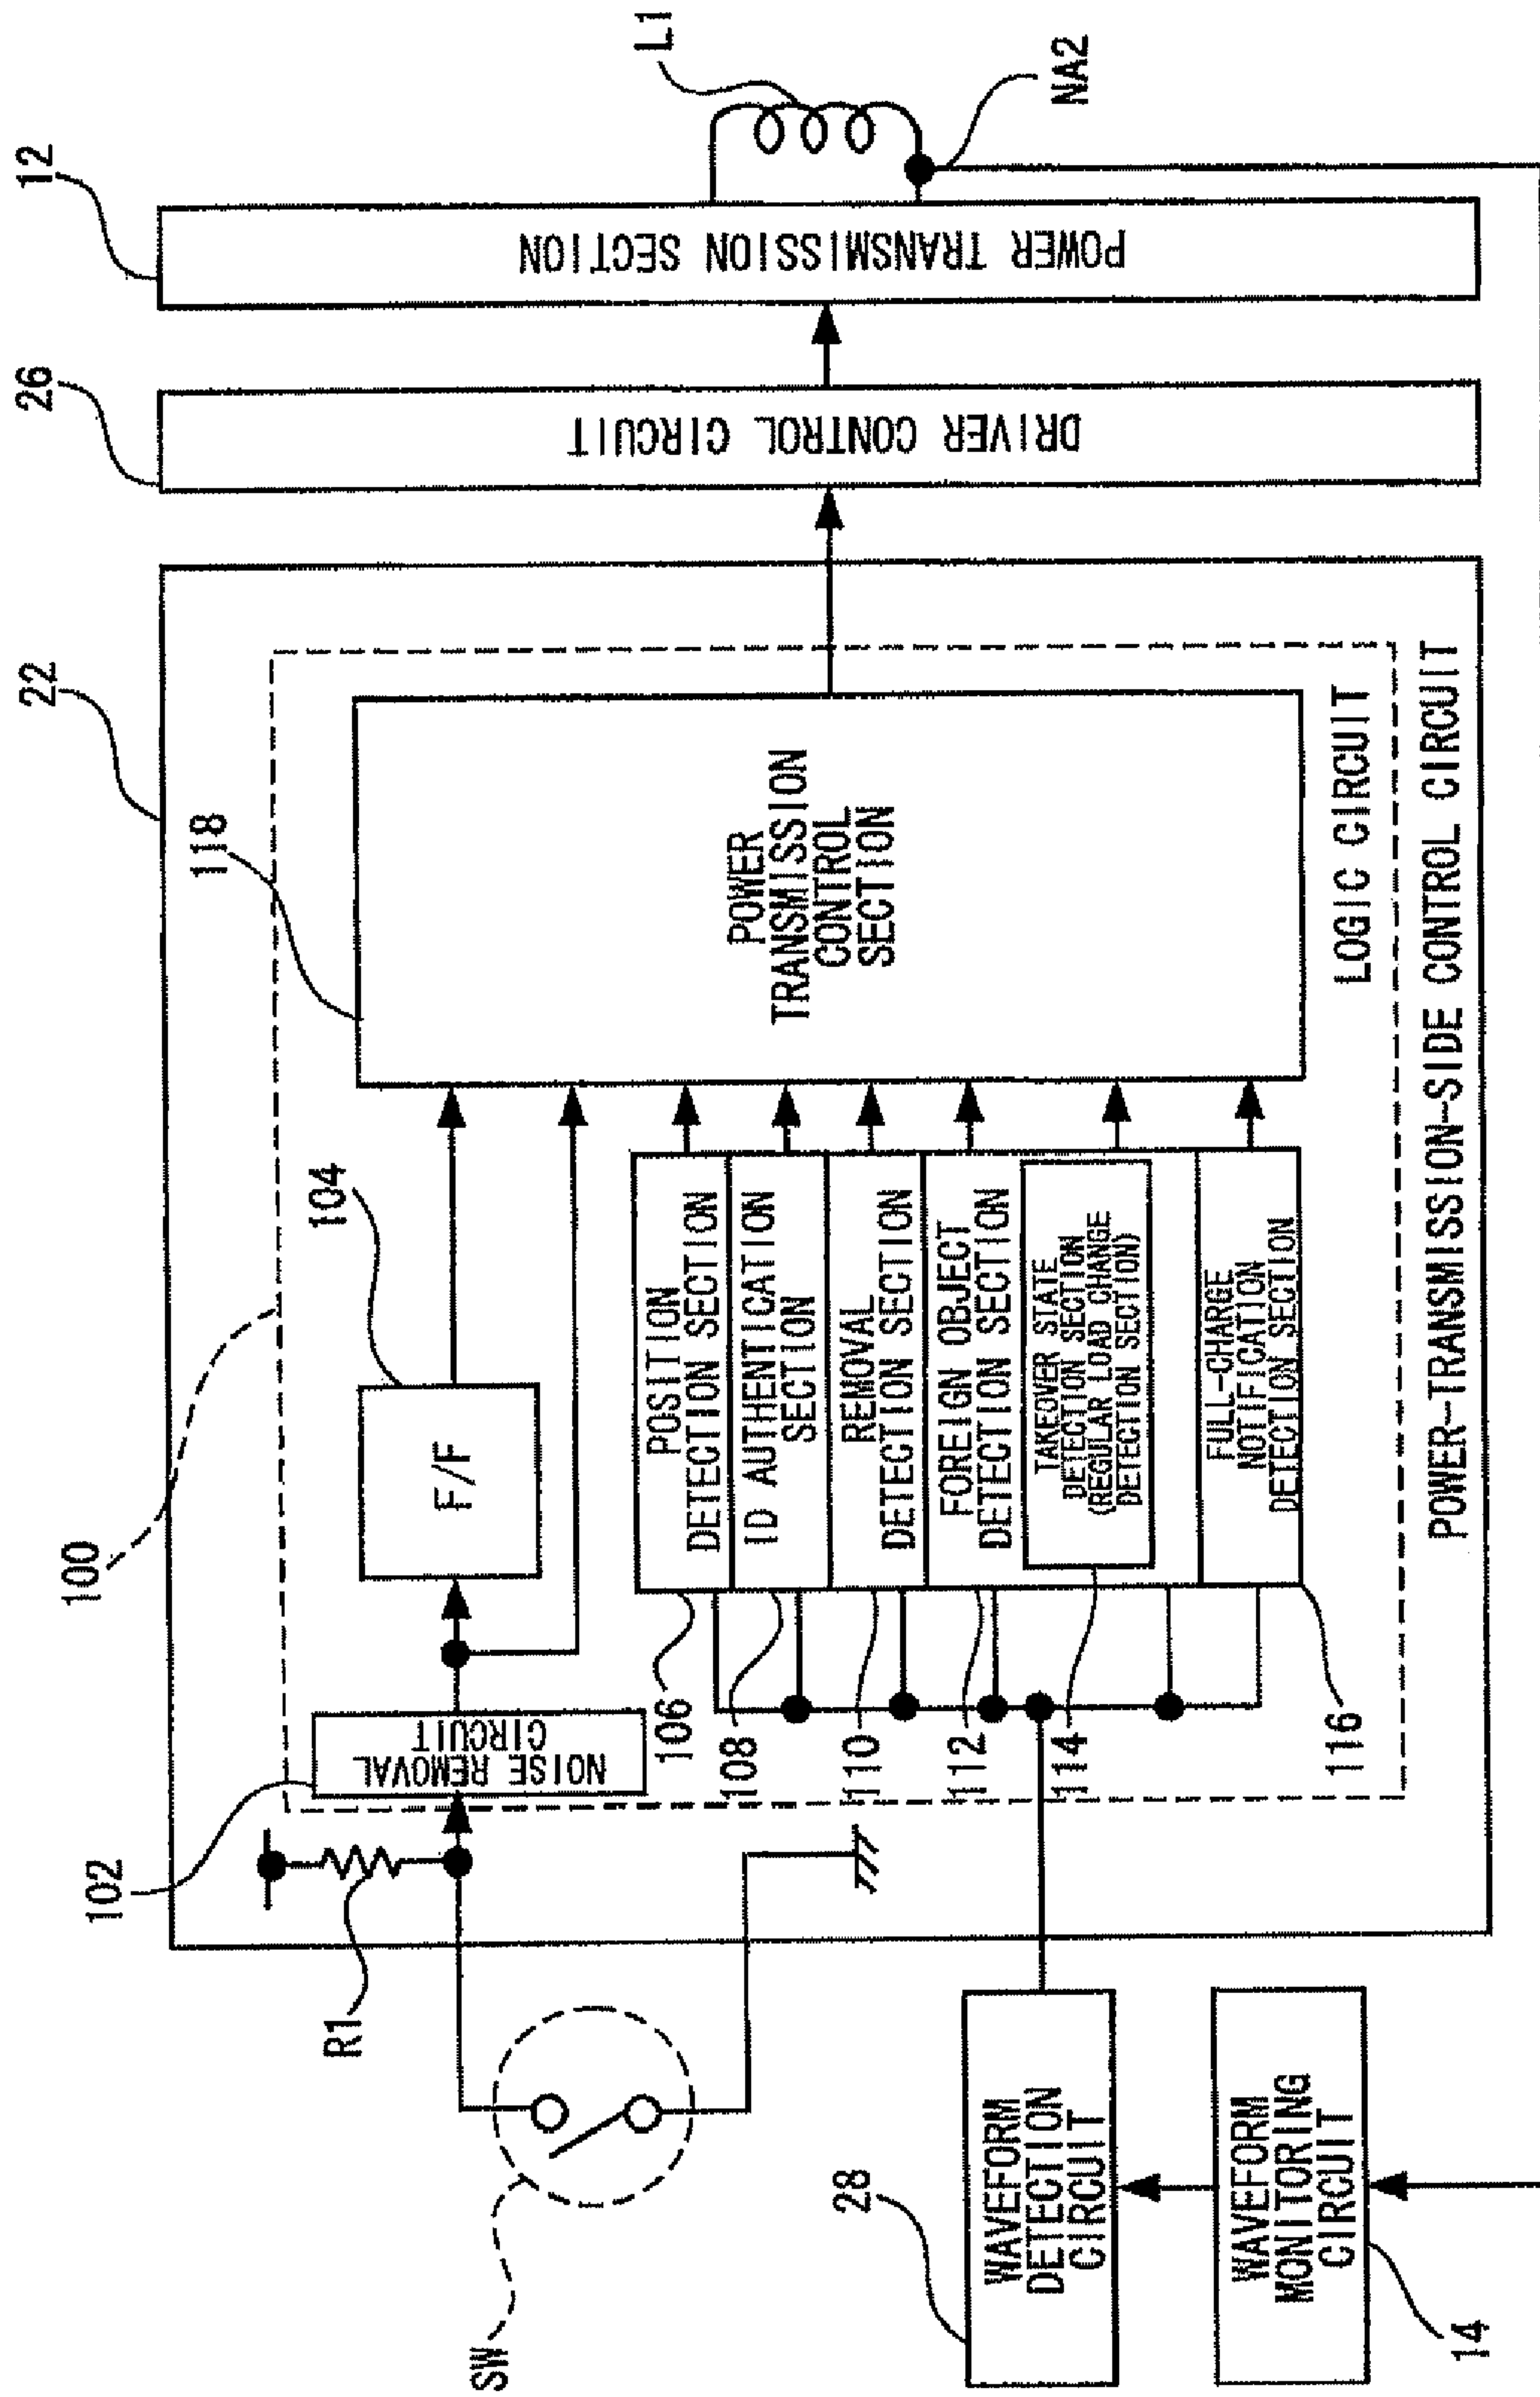 12
POWER TRANSMISSION SECTION
L1
NA2
26
DRIVER CONTROL CIRCUIT
22
118
POWER
TRANSMISSION
CONTROL
SECTION
LOGIC CIRCUIT
POWER-TRANSMISSION-SIDE CONTROL CIRCUIT
100
104
F/F
102
NOISE REMOVAL
CIRCUIT
POSITION
DETECTION SECTION
ID AUTHENTICATION
SECTION
REMOVAL
DETECTION SECTION
FOREIGN OBJECT
DETECTION SECTION
TAKEOVER STATE
DETECTION SECTION
(REGULAR LOAD CHANGE
DETECTION SECTION)
FULL-CHARGE
NOTIFICATION
DETECTION SECTION
106
108
110
112
114
116
R1
SW
28
WAVEFORM
DETECTION
CIRCUIT
WAVEFORM
MONITORING
CIRCUIT
14